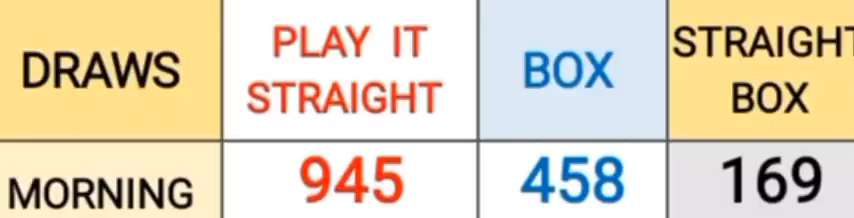 DRAWS
PLAY IT
STRAIGHT
BOX
STRAIGHT
BOX
MORNING
945
458
169